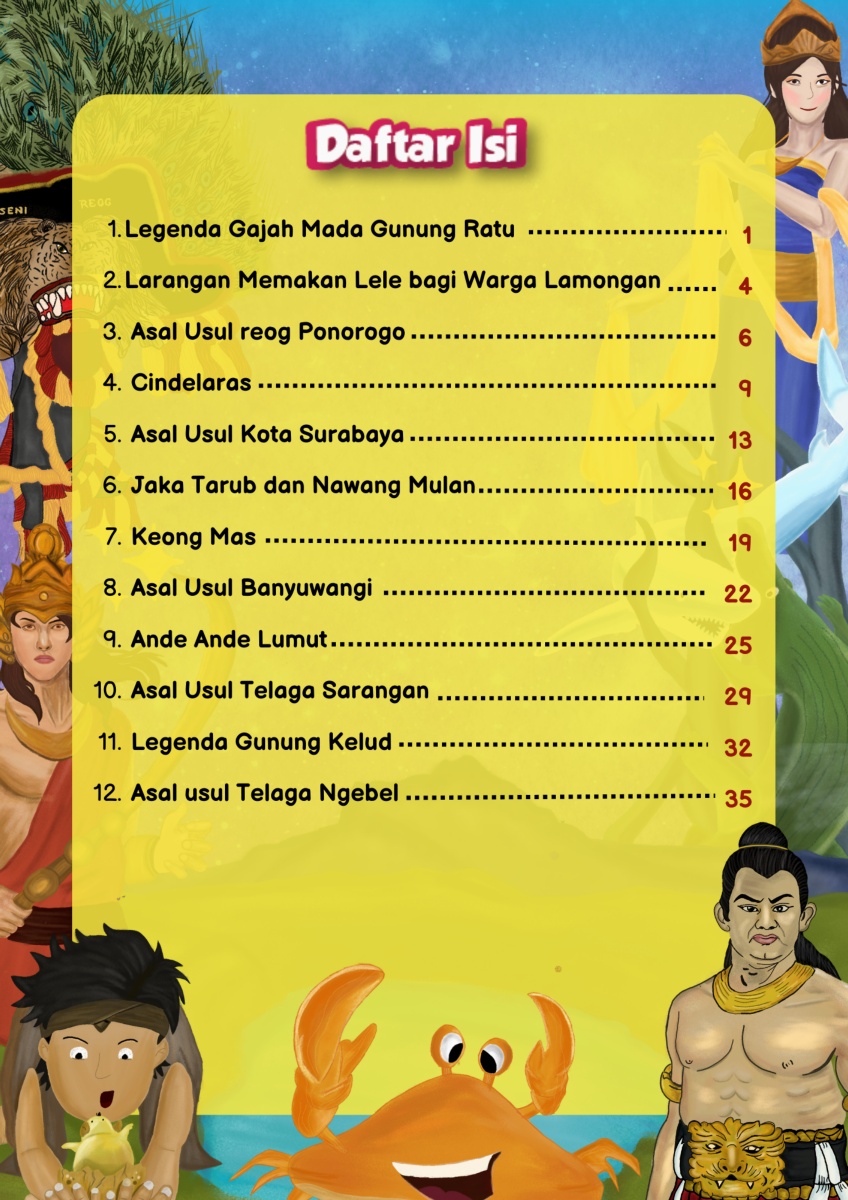 SENI
REOG
Daftar Isi
1. Legenda Gajah Mada Gunung Ratu ........................... 1
2. Larangan Memakan Lele bagi Warga Lamongan ...... 4
3. Asal Usul reog Ponorogo ........................................ 6
4. Cindelaras ............................................................ 9
5. Asal Usul Kota Surabaya ........................................ 13
6. Jaka Tarub dan Nawang Mulan............................... 16
7. Keong Mas .......................................................... 19
8. Asal Usul Banyuwangi .......................................... 22
9. Ande Ande Lumut.................................................. 25
10. Asal Usul Telaga Sarangan ................................... 29
11. Legenda Gunung Kelud ........................................ 32
12. Asal usul Telaga Ngebel ........................................ 35